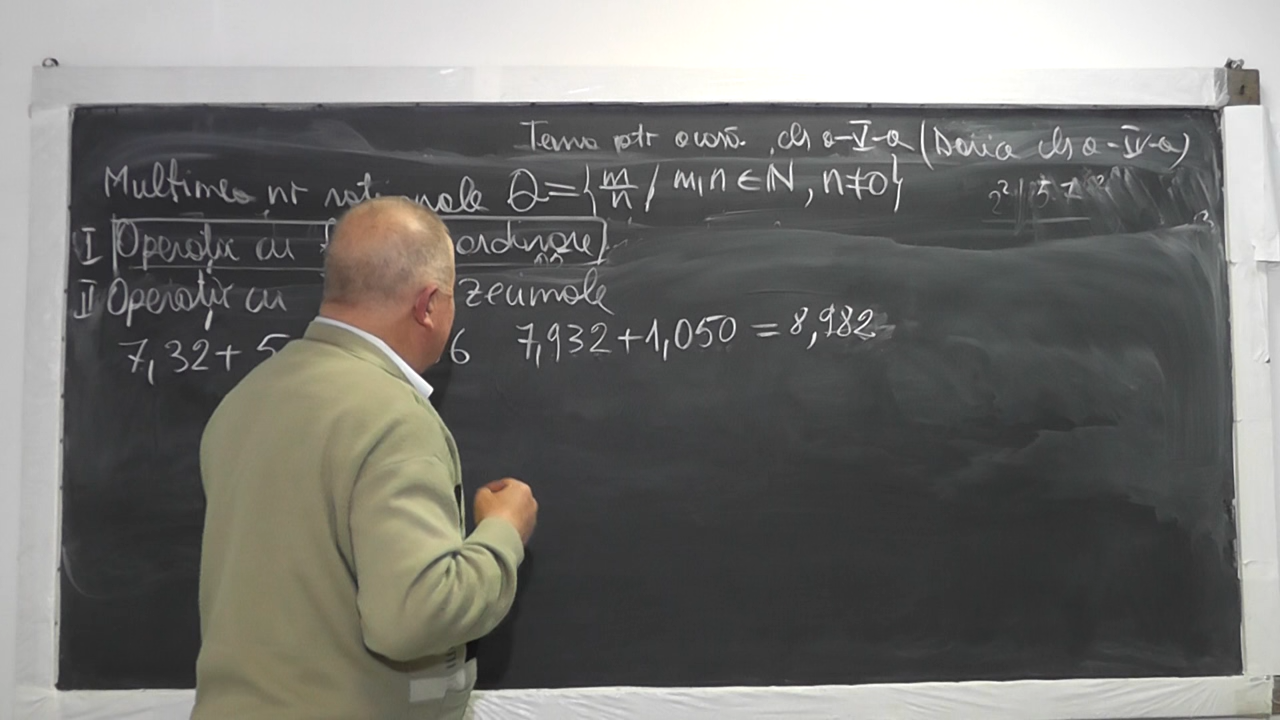 Tema ptr acasă cls a-V-a (Daria cls a-IV-a)
Mulțimea nr raționale Q = { m/n / m,n ∈ ℕ, n≠0}
I Operații cu ordinare
II Operații cu zecimale
7,32+5 6 7,932+1,050 = 8,982